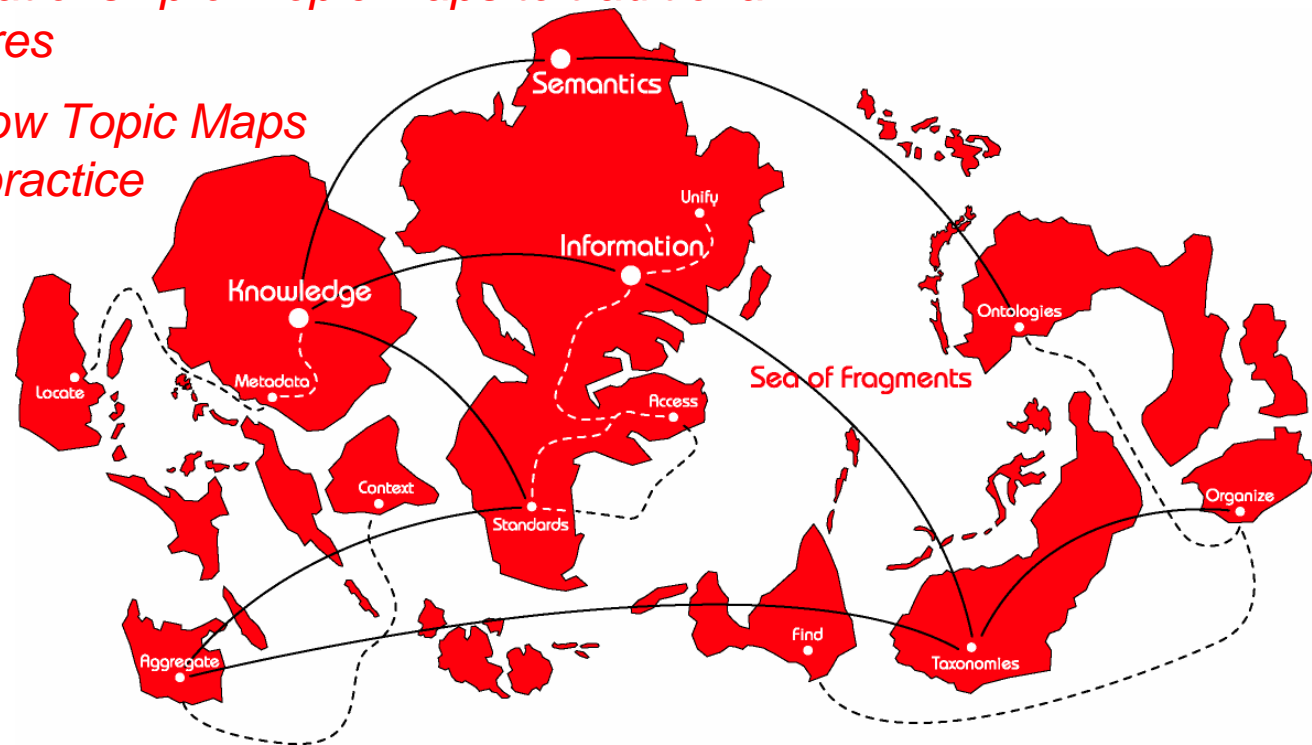 res
ow Topic Maps
practice
Semantics
Unify
Information
Knowledge
Ontologies
Sea of Fragments
Locate
Metadata
Access
Context
Organize
Standards
Find
Aggregate
Taxonomies